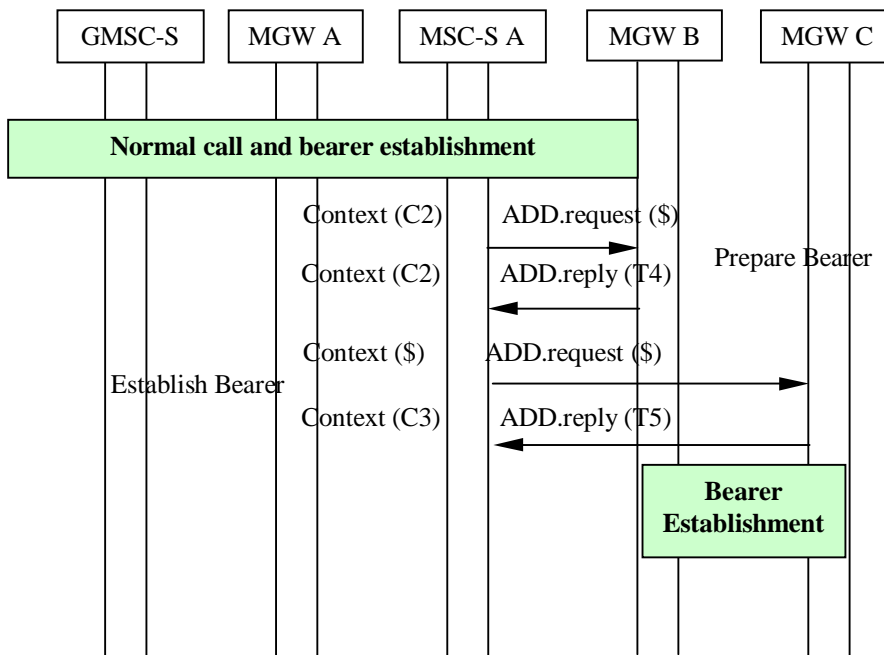 GMSC-S MGW A MSC-S A MGW B MGW C
Normal call and bearer establishment
Context (C2) ADD.request ($)
Prepare Bearer
Context (C2) ADD.reply (T4)
Context ($) ADD.request ($)
Establish Bearer
Context (C3) ADD.reply (T5)
Bearer
Establishment